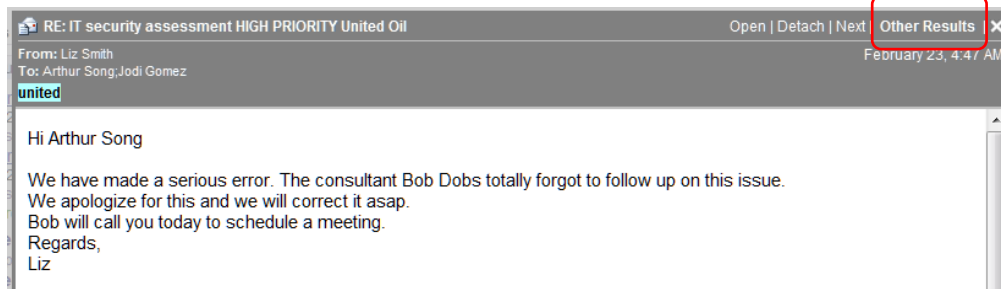 RE: IT security assessment HIGH PRIORITY United Oil Open | Detach | Next | Other Results | X
From: Liz Smith February 23, 4:47 AM
To: Arthur Song;Jodi Gomez
united
Hi Arthur Song
We have made a serious error. The consultant Bob Dobs totally forgot to follow up on this issue.
We apologize for this and we will correct it asap.
Bob will call you today to schedule a meeting.
Regards,
Liz